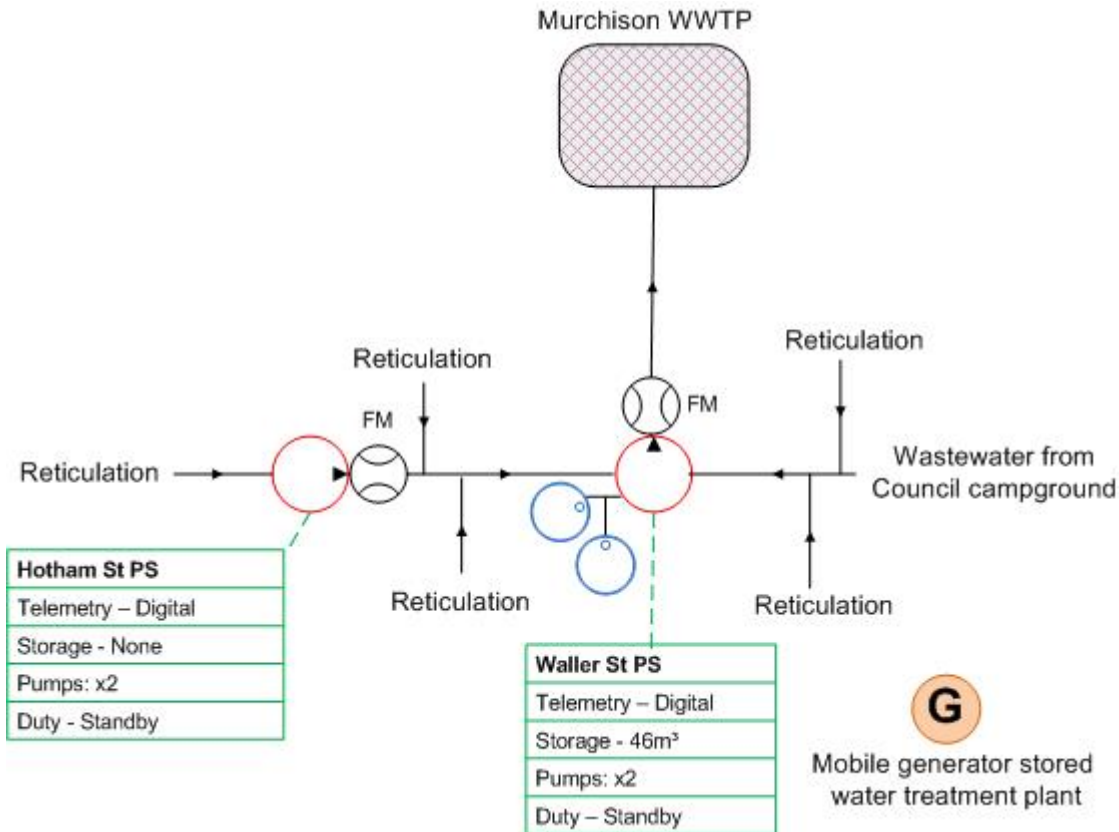 Murchison WWTP
Reticulation
Reticulation
FM
FM
Reticulation
Wastewater from
Council campground
Reticulation
Reticulation
Hotham St PS
Telemetry – Digital
Storage - None
Pumps: x2
Duty - Standby
Waller St PS
Telemetry – Digital
Storage - 46m³
Pumps: x2
Duty – Standby
G
Mobile generator stored
water treatment plant